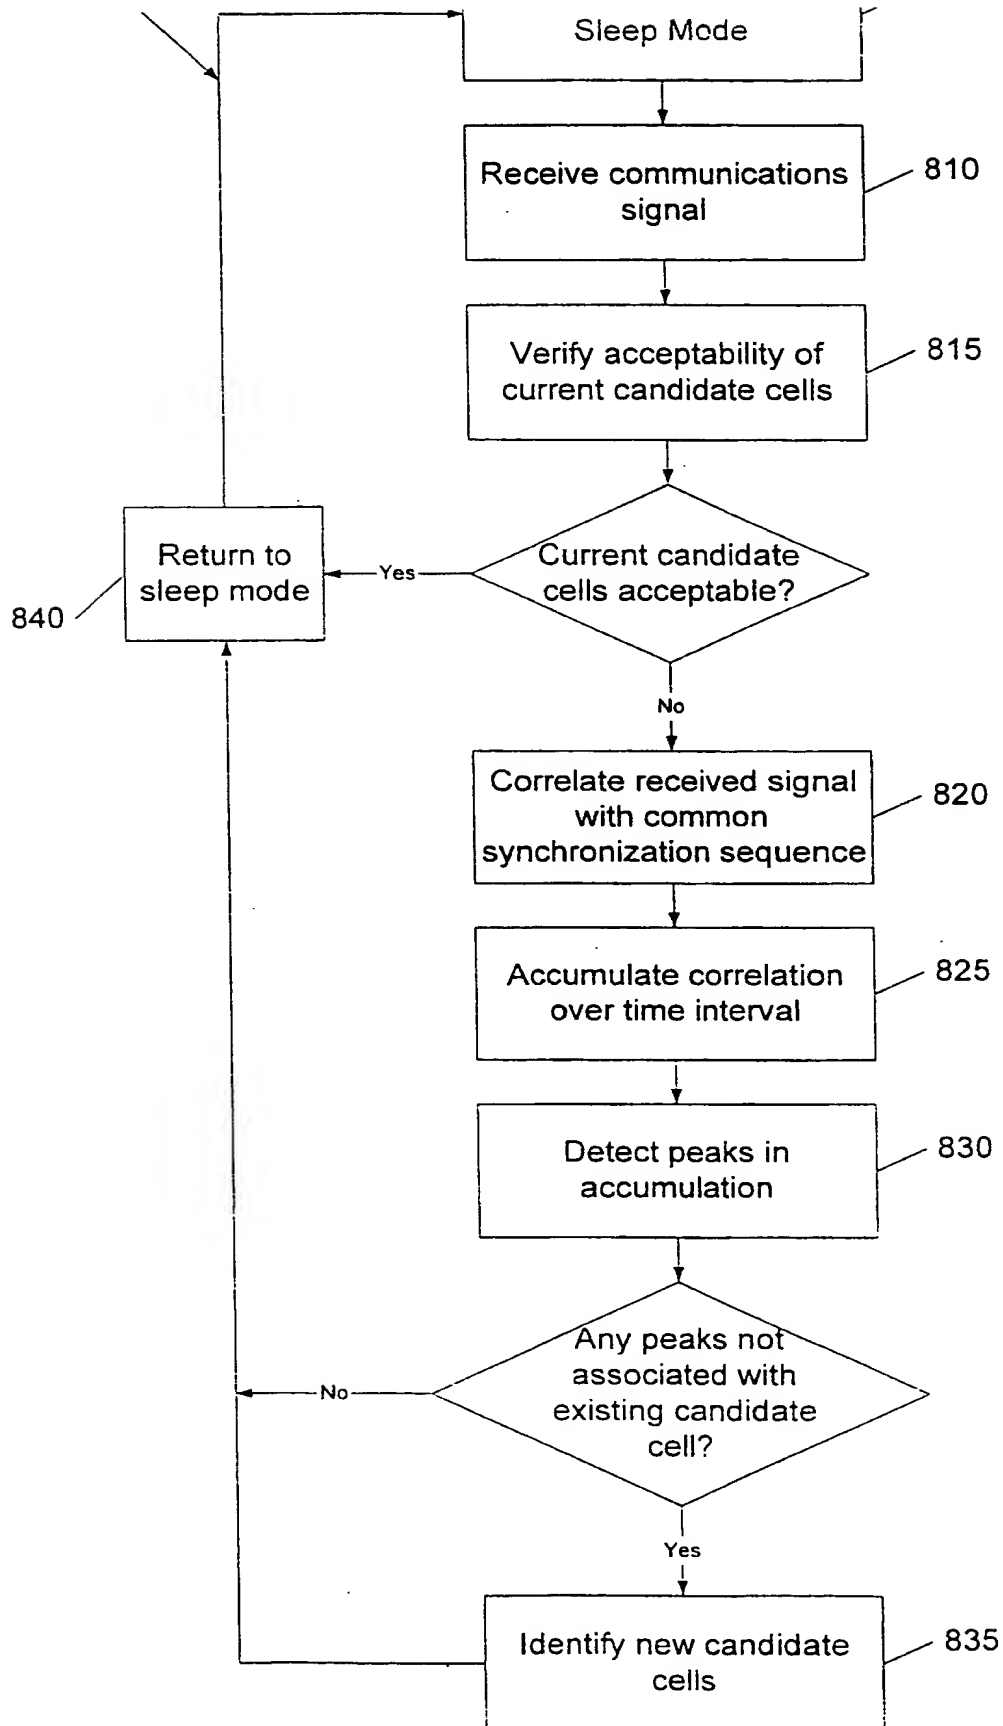 Sleep Mode
Receive communications
signal
810
Verify acceptability of
current candidate cells
815
Current candidate
cells acceptable?
Yes
Return to
sleep mode
840
No
Correlate received signal
with common
synchronization sequence
820
Accumulate correlation
over time interval
825
Detect peaks in
accumulation
830
Any peaks not
associated with
existing candidate
cell?
No
Yes
Identify new candidate
cells
835